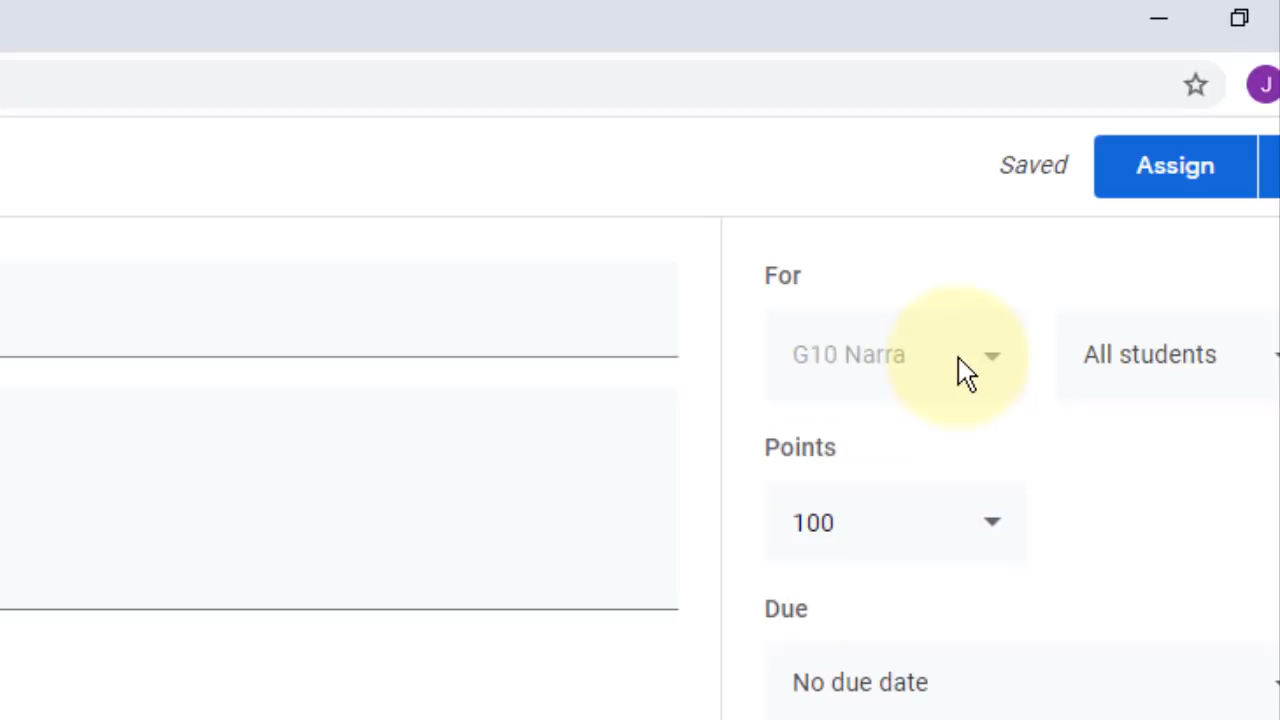 J
Saved
Assign
For
G10 Narra
All students
Points
100
Due
No due date